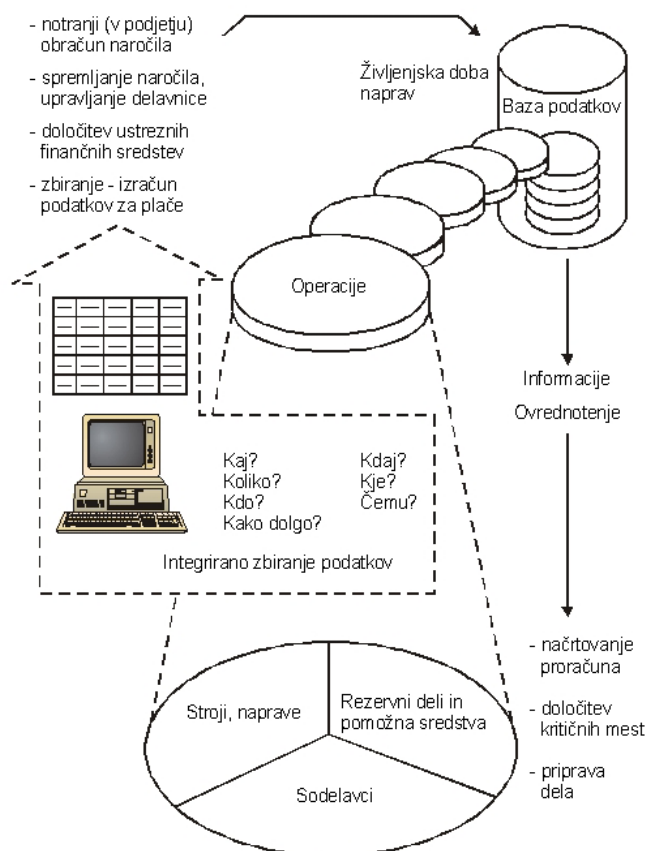 - notranji (v podjetju)
obračun naročila
- spremljanje naročila,
upravljanje delavnice
- določitev ustreznih
finančnih sredstev
- zbiranje - izračun
podatkov za plače
Življenjska doba
naprav
Baza podatkov
Operacije
Informacije
Ovrednotenje
Kaj?
Koliko?
Kdo?
Kako dolgo?
Kdaj?
Kje?
Čemu?
Integrirano zbiranje podatkov
Stroji, naprave
Rezervni deli in
pomožna sredstva
Sodelavci
- načrtovanje
proračuna
- določitev
kritičnih mest
- priprava
dela